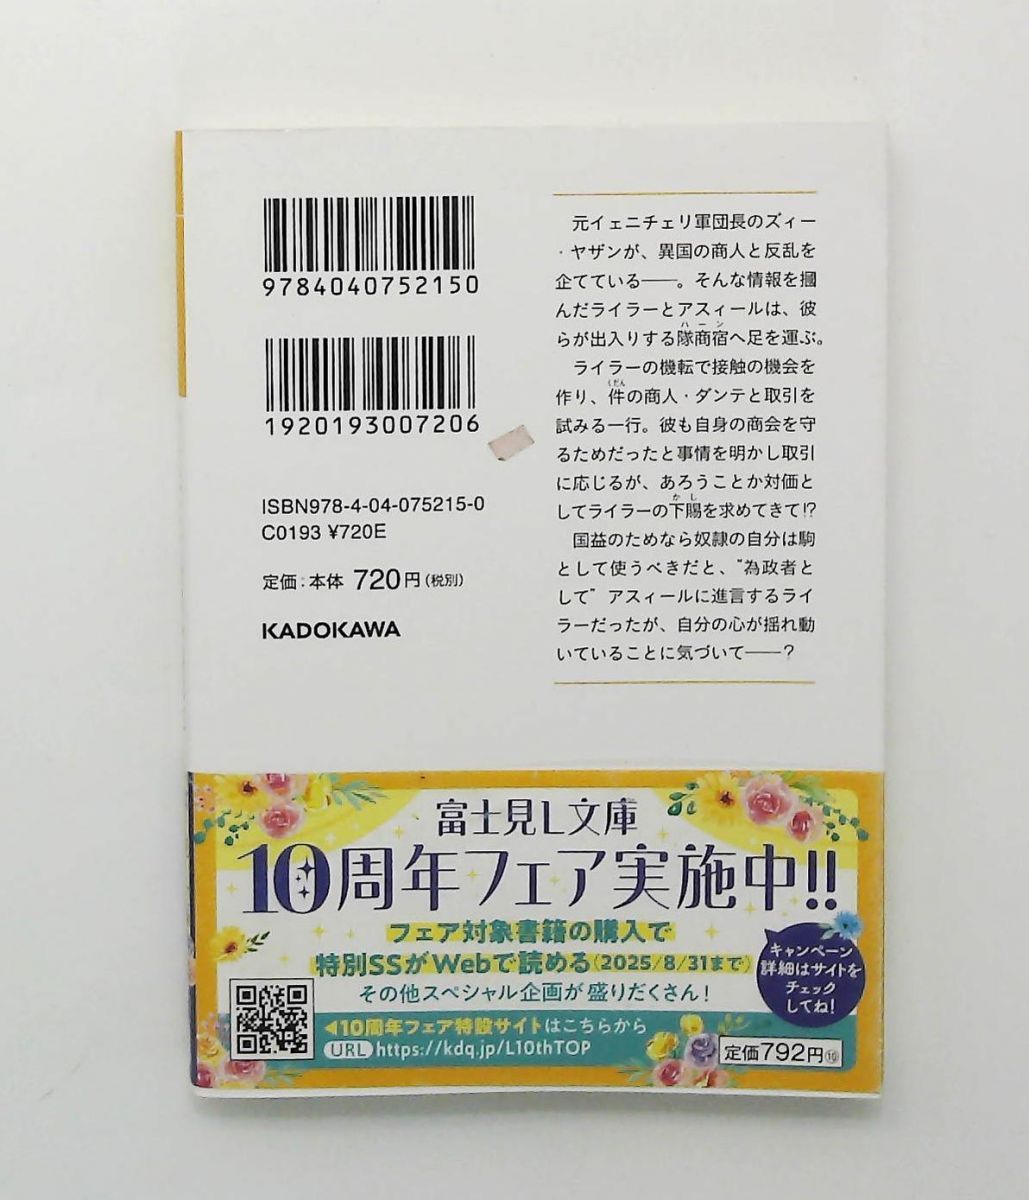 9784040752150
1920193007206
ISBN978-4-04-075215-0
C0193 ¥720E
定価:本体 720円(税別)
KADOKAWA
元イェニチェリ軍団長のズィー
・ヤザンが、異国の商人と反乱を
企てている――。そんな情報を摑
んだライラーとアスィールは、彼
ハーン
らが出入りする隊商宿へ足を運ぶ。
ライラーの機転で接触の機会を
くだん
作り、件の商人・ダンテと取引を
試みる一行。彼も自身の商会を守
るためだったと事情を明かし取引
に応じるが、あろうことか対価と
かし
してライラーの下賜を求めてきて!?
国益のためなら奴隷の自分は駒
として使うべきだと、“為政者と
して”アスィールに進言するライ
ラーだったが、自分の心が揺れ動
いていることに気づいて――?
富士見L文庫
10周年フェア実施中!!
フェア対象書籍の購入で
特別SSがWebで読める(2025/8/31まで)
その他スペシャル企画が盛りだくさん!
◀10周年フェア特設サイトはこちらから
URL https://kdq.jp/L10thTOP
キャンペーン
詳細はサイトを
チェック
してね!
定価792円⑩